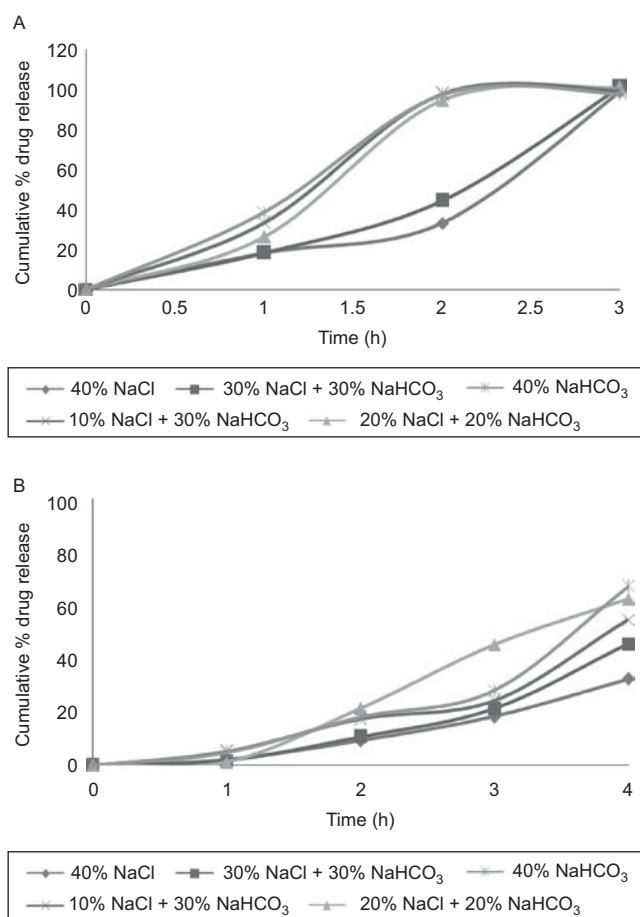 A
120
100
80
60
40
20
0
Cumulative % drug release
0 0.5 1 1.5 2 2.5 3
Time (h)
40% NaCl 30% NaCl + 30% NaHCO₃ 40% NaHCO₃
10% NaCl + 30% NaHCO₃ 20% NaCl + 20% NaHCO₃
B
100
80
60
40
20
0
Cumulative % drug release
0 1 2 3 4
Time (h)
40% NaCl 30% NaCl + 30% NaHCO₃ 40% NaHCO₃
10% NaCl + 30% NaHCO₃ 20% NaCl + 20% NaHCO₃